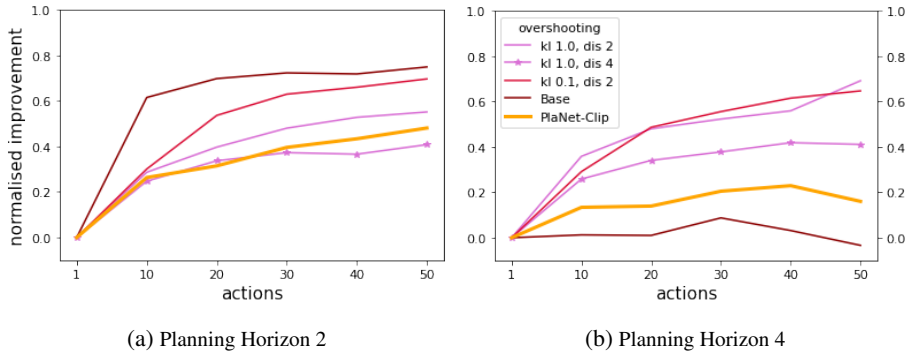 normalised improvement
1.0
0.8
0.6
0.4
0.2
0.0
1
10
20
30
40
50
actions
(a) Planning Horizon 2
1.0
0.8
0.6
0.4
0.2
0.0
overshooting
kl 1.0, dis 2
kl 1.0, dis 4
kl 0.1, dis 2
Base
PlaNet-Clip
1.0
0.8
0.6
0.4
0.2
0.0
1
10
20
30
40
50
actions
(b) Planning Horizon 4